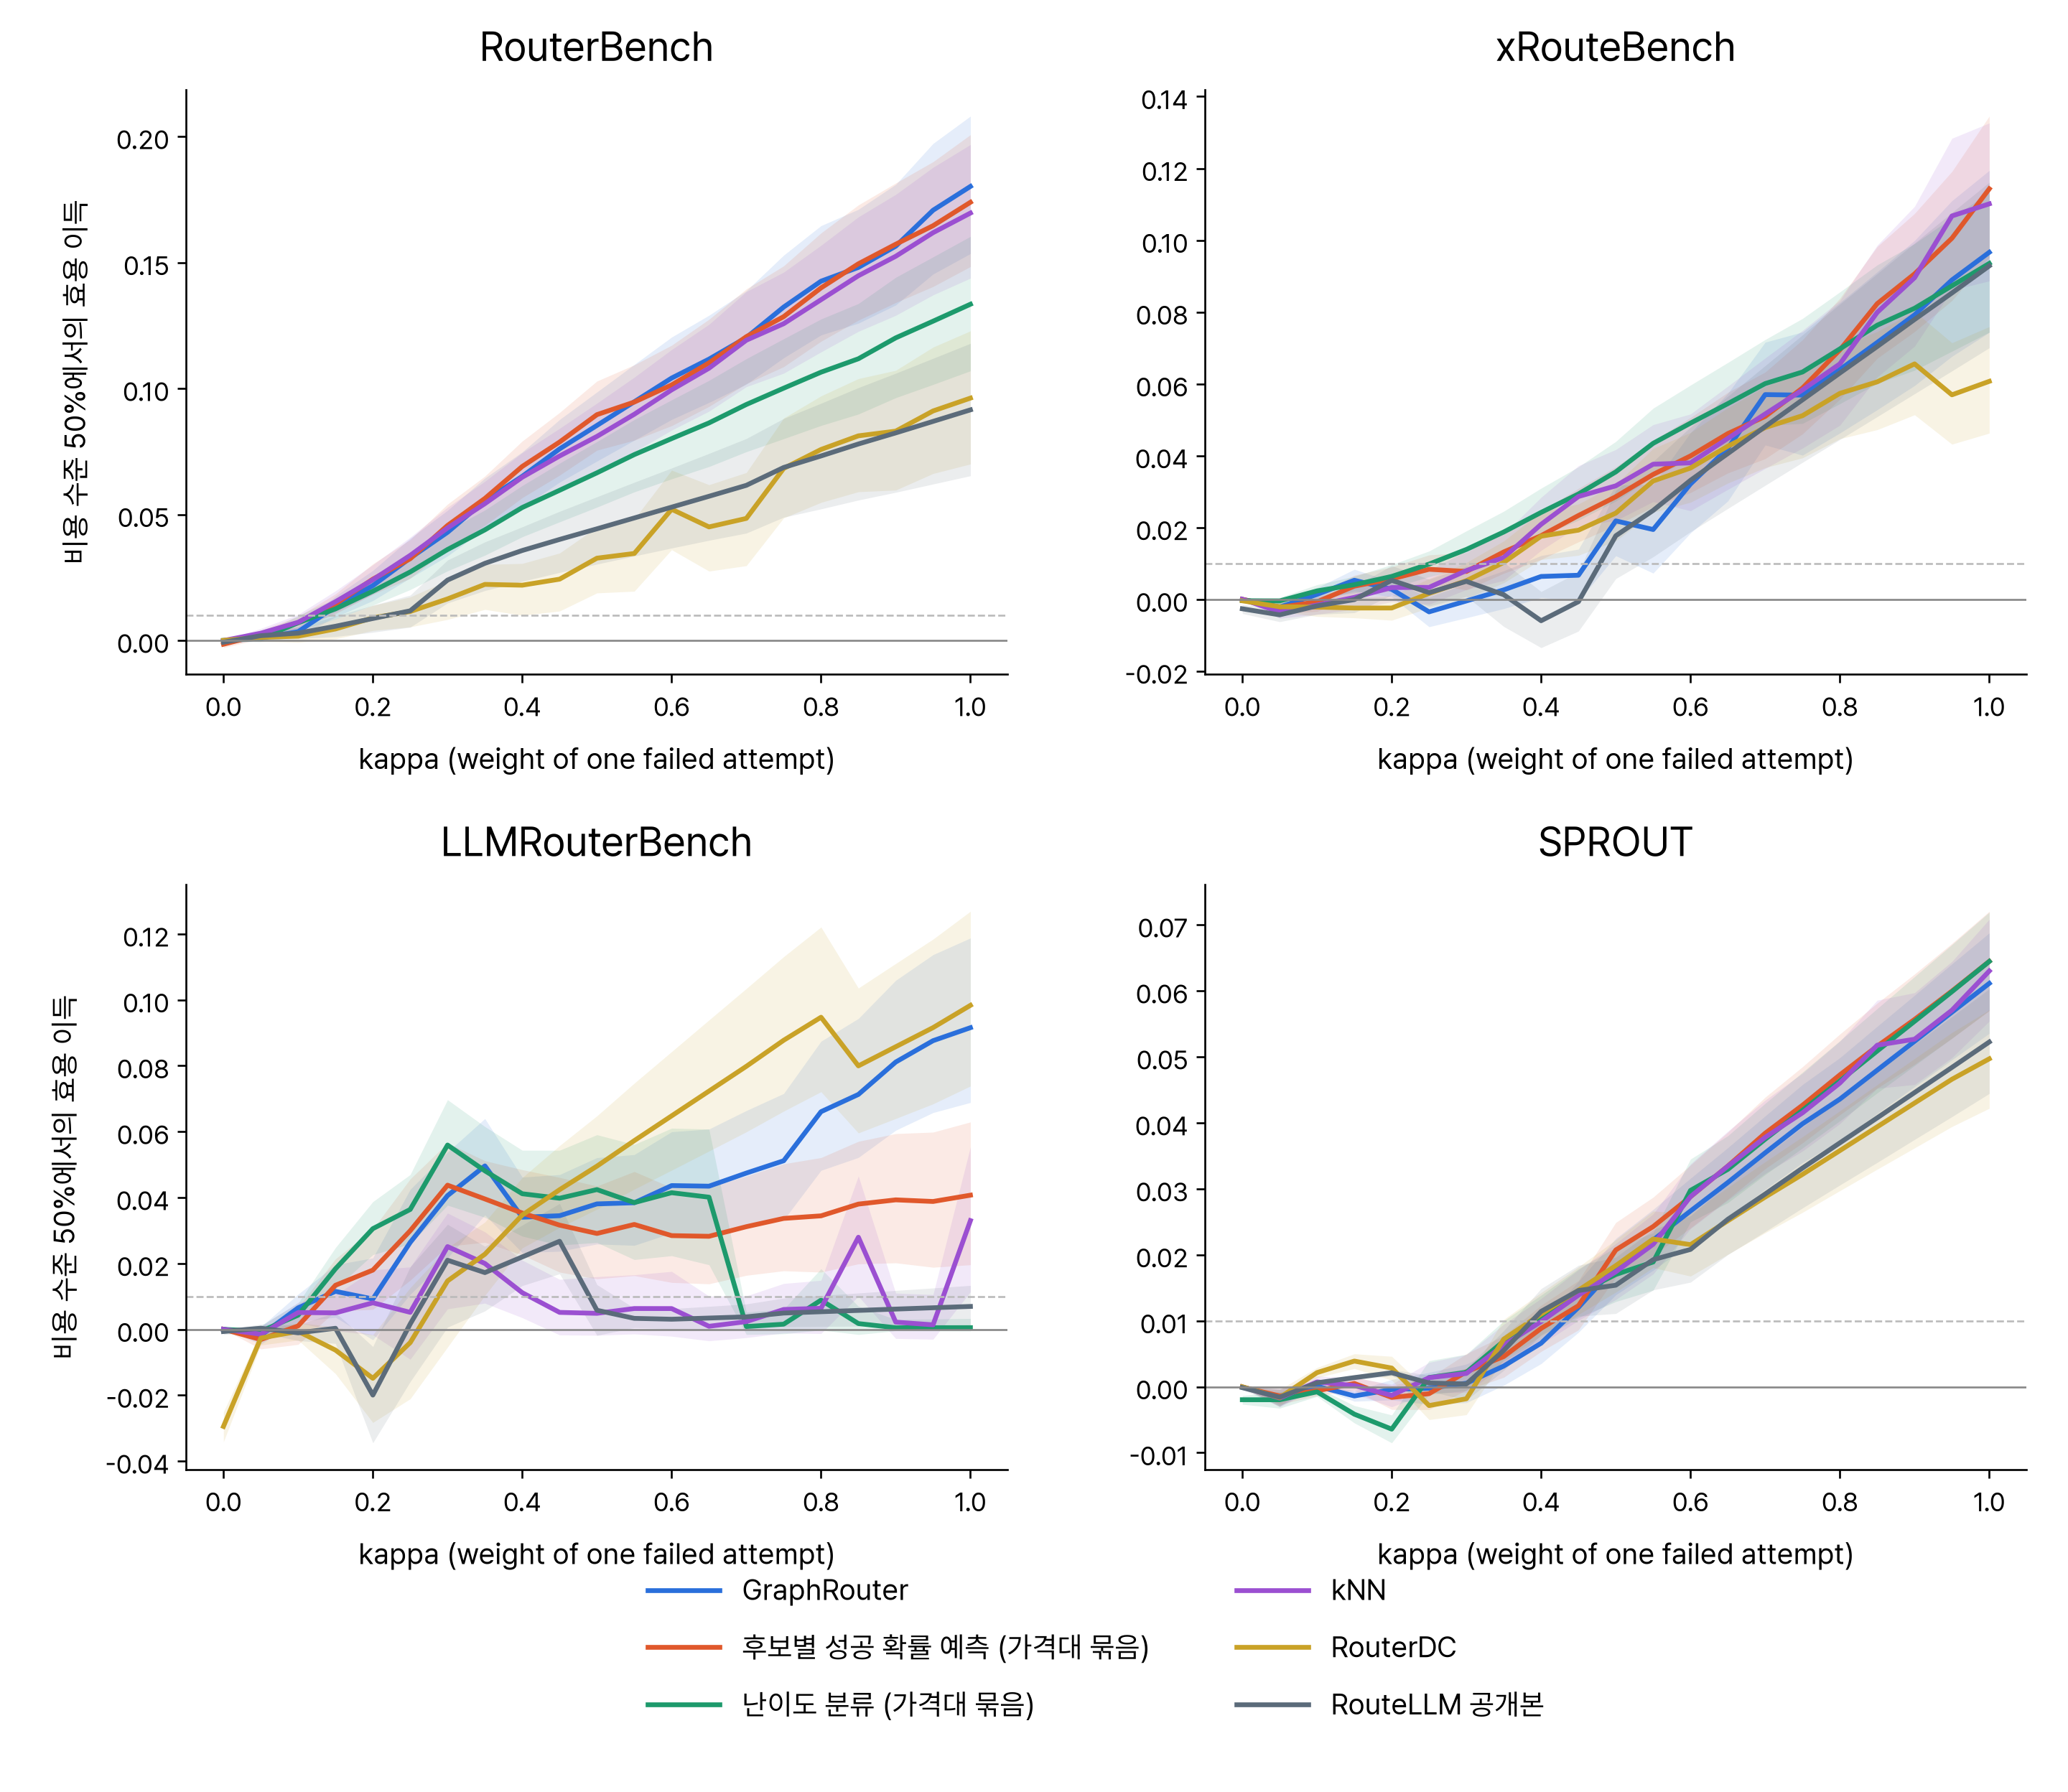 RouterBench
비용 수준 50%에서의 효용 이득
0.20
0.15
0.10
0.05
0.00
0.0 0.2 0.4 0.6 0.8 1.0
kappa (weight of one failed attempt)
xRouteBench
0.14
0.12
0.10
0.08
0.06
0.04
0.02
0.00
-0.02
0.0 0.2 0.4 0.6 0.8 1.0
kappa (weight of one failed attempt)
LLMRouterBench
비용 수준 50%에서의 효용 이득
0.12
0.10
0.08
0.06
0.04
0.02
0.00
-0.02
-0.04
0.0 0.2 0.4 0.6 0.8 1.0
kappa (weight of one failed attempt)
SPROUT
0.07
0.06
0.05
0.04
0.03
0.02
0.01
0.00
-0.01
0.0 0.2 0.4 0.6 0.8 1.0
kappa (weight of one failed attempt)
GraphRouter
후보별 성공 확률 예측 (가격대 묶음)
난이도 분류 (가격대 묶음)
kNN
RouterDC
RouteLLM 공개본